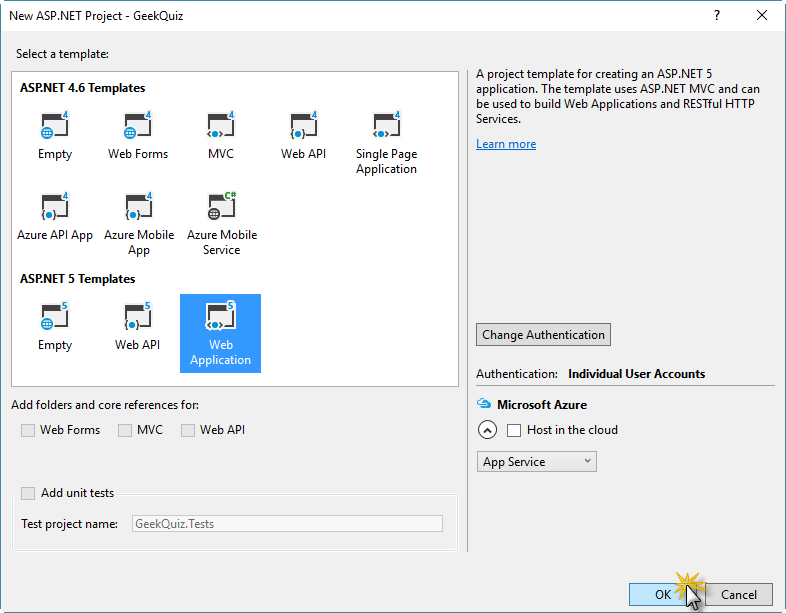 New ASP.NET Project - GeekQuiz
?
Select a template:
ASP.NET 4.6 Templates
4 4 4 4 4
Empty Web Forms MVC Web API Single Page
Application
4 4 C#
Azure API App Azure Mobile Azure Mobile
App Service
ASP.NET 5 Templates
5 5 5
Empty Web API Web
Application
A project template for creating an ASP.NET 5
application. The template uses ASP.NET MVC and can
be used to build Web Applications and RESTful HTTP
Services.
Learn more
Change Authentication
Authentication: Individual User Accounts
Microsoft Azure
Host in the cloud
App Service
Add folders and core references for:
Web Forms MVC Web API
Add unit tests
Test project name: GeekQuiz.Tests
OK Cancel